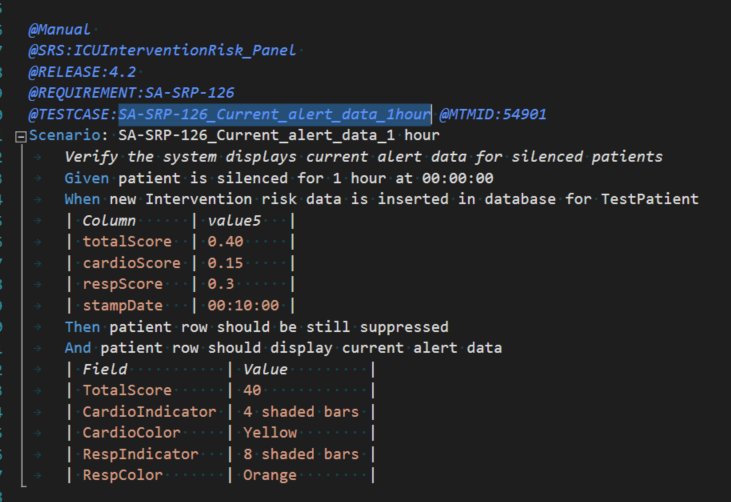 @Manual
@SRS:ICUInterventionRisk_Panel
@RELEASE:4.2
@REQUIREMENT:SA-SRP-126
@TESTCASE:SA-SRP-126_Current_alert_data_1hour @MTMID:54901
Scenario: SA-SRP-126_Current_alert_data_1 hour
Verify the system displays current alert data for silenced patients
Given patient is silenced for 1 hour at 00:00:00
When new Intervention risk data is inserted in database for TestPatient
| Column | value5 |
| totalScore | 0.40 |
| cardioScore | 0.15 |
| respScore | 0.3 |
| stampDate | 00:10:00 |
Then patient row should be still suppressed
And patient row should display current alert data
| Field | Value |
| TotalScore | 40 |
| CardioIndicator | 4 shaded bars |
| CardioColor | Yellow |
| RespIndicator | 8 shaded bars |
| RespColor | Orange |